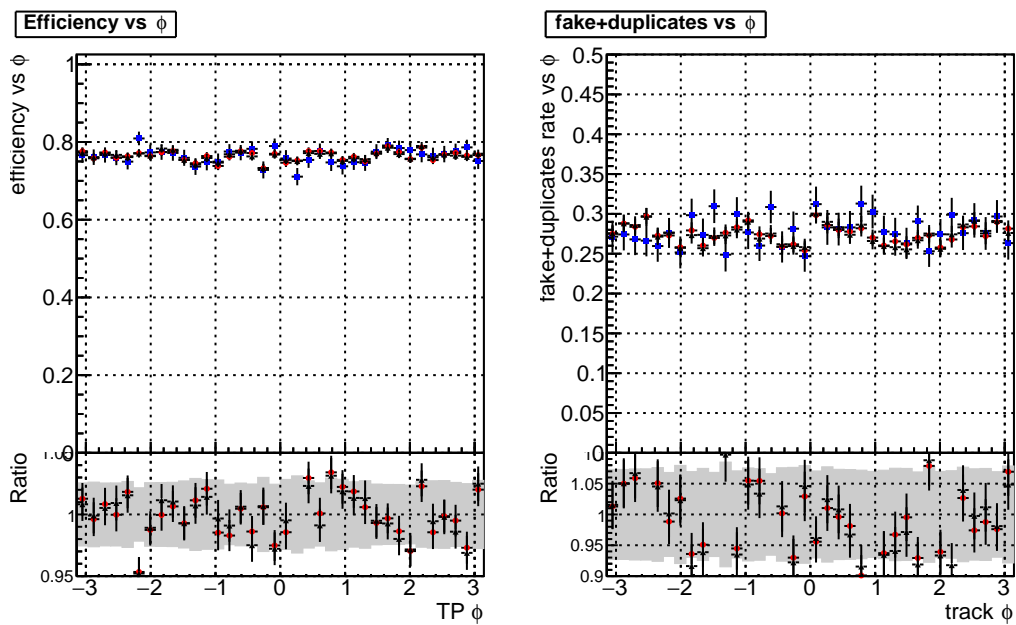 Efficiency vs ϕ
efficiency vs ϕ
1
0.8
0.6
0.4
0.2
0
Ratio
1.05
1
0.95
−3 −2 −1 0 1 2 3
TP ϕ
fake+duplicates vs ϕ
fake+duplicates rate vs ϕ
0.5
0.45
0.4
0.35
0.3
0.25
0.2
0.15
0.1
0.05
0
Ratio
1.05
1
0.95
0.9
−3 −2 −1 0 1 2 3
track ϕ